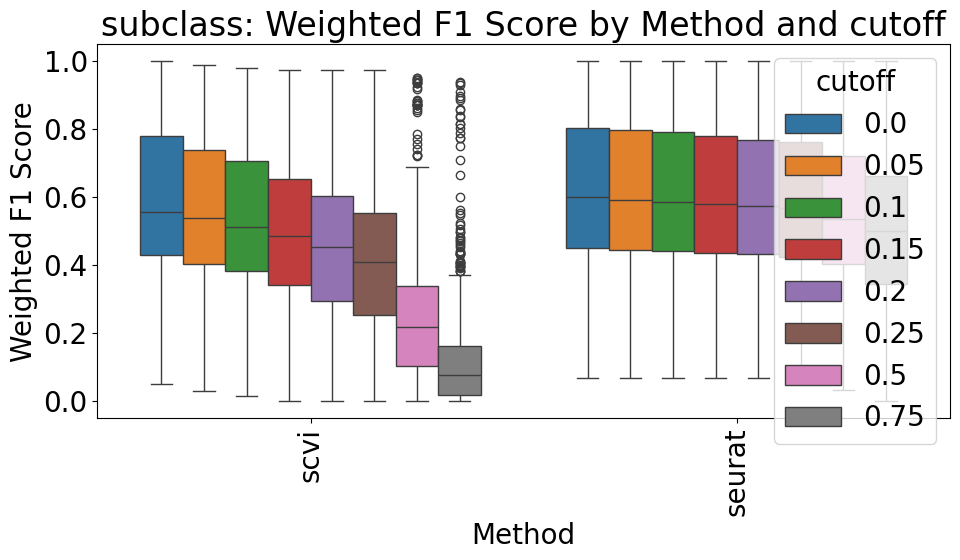 subclass: Weighted F1 Score by Method and cutoff
Weighted F1 Score
1.0
0.8
0.6
0.4
0.2
0.0
cutoff
0.0
0.05
0.1
0.15
0.2
0.25
0.5
0.75
scvi
seurat
Method